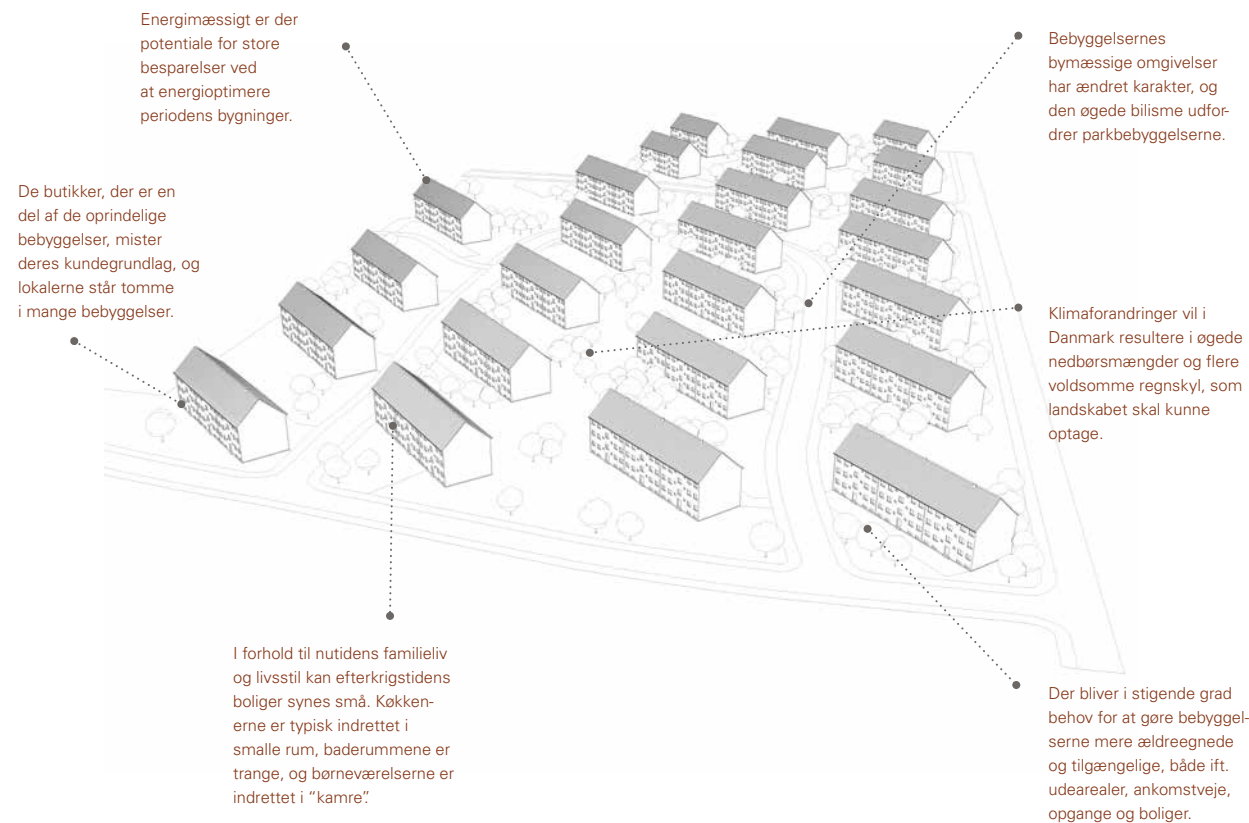 Energimæssigt er der
potentiale for store
besparelser ved
at energioptimere
periodens bygninger.
Bebyggelsernes
bymæssige omgivelser
har ændret karakter, og
den øgede bilisme udfor-
drer parkbebyggelserne.
De butikker, der er en
del af de oprindelige
bebyggelser, mister
deres kundegrundlag, og
lokalerne står tomme
i mange bebyggelser.
Klimaforandringer vil i
Danmark resultere i øgede
nedbørsmængder og flere
voldsomme regnskyl, som
landskabet skal kunne
optage.
I forhold til nutidens familieliv
og livsstil kan efterkrigstidens
boliger synes små. Køkken-
erne er typisk indrettet i
smalle rum, baderummene er
trange, og børneværelserne er
indrettet i “kamre”.
Der bliver i stigende grad
behov for at gøre bebyggel-
serne mere ældreegnede
og tilgængelige, både ift.
udearealer, ankomstveje,
opgange og boliger.